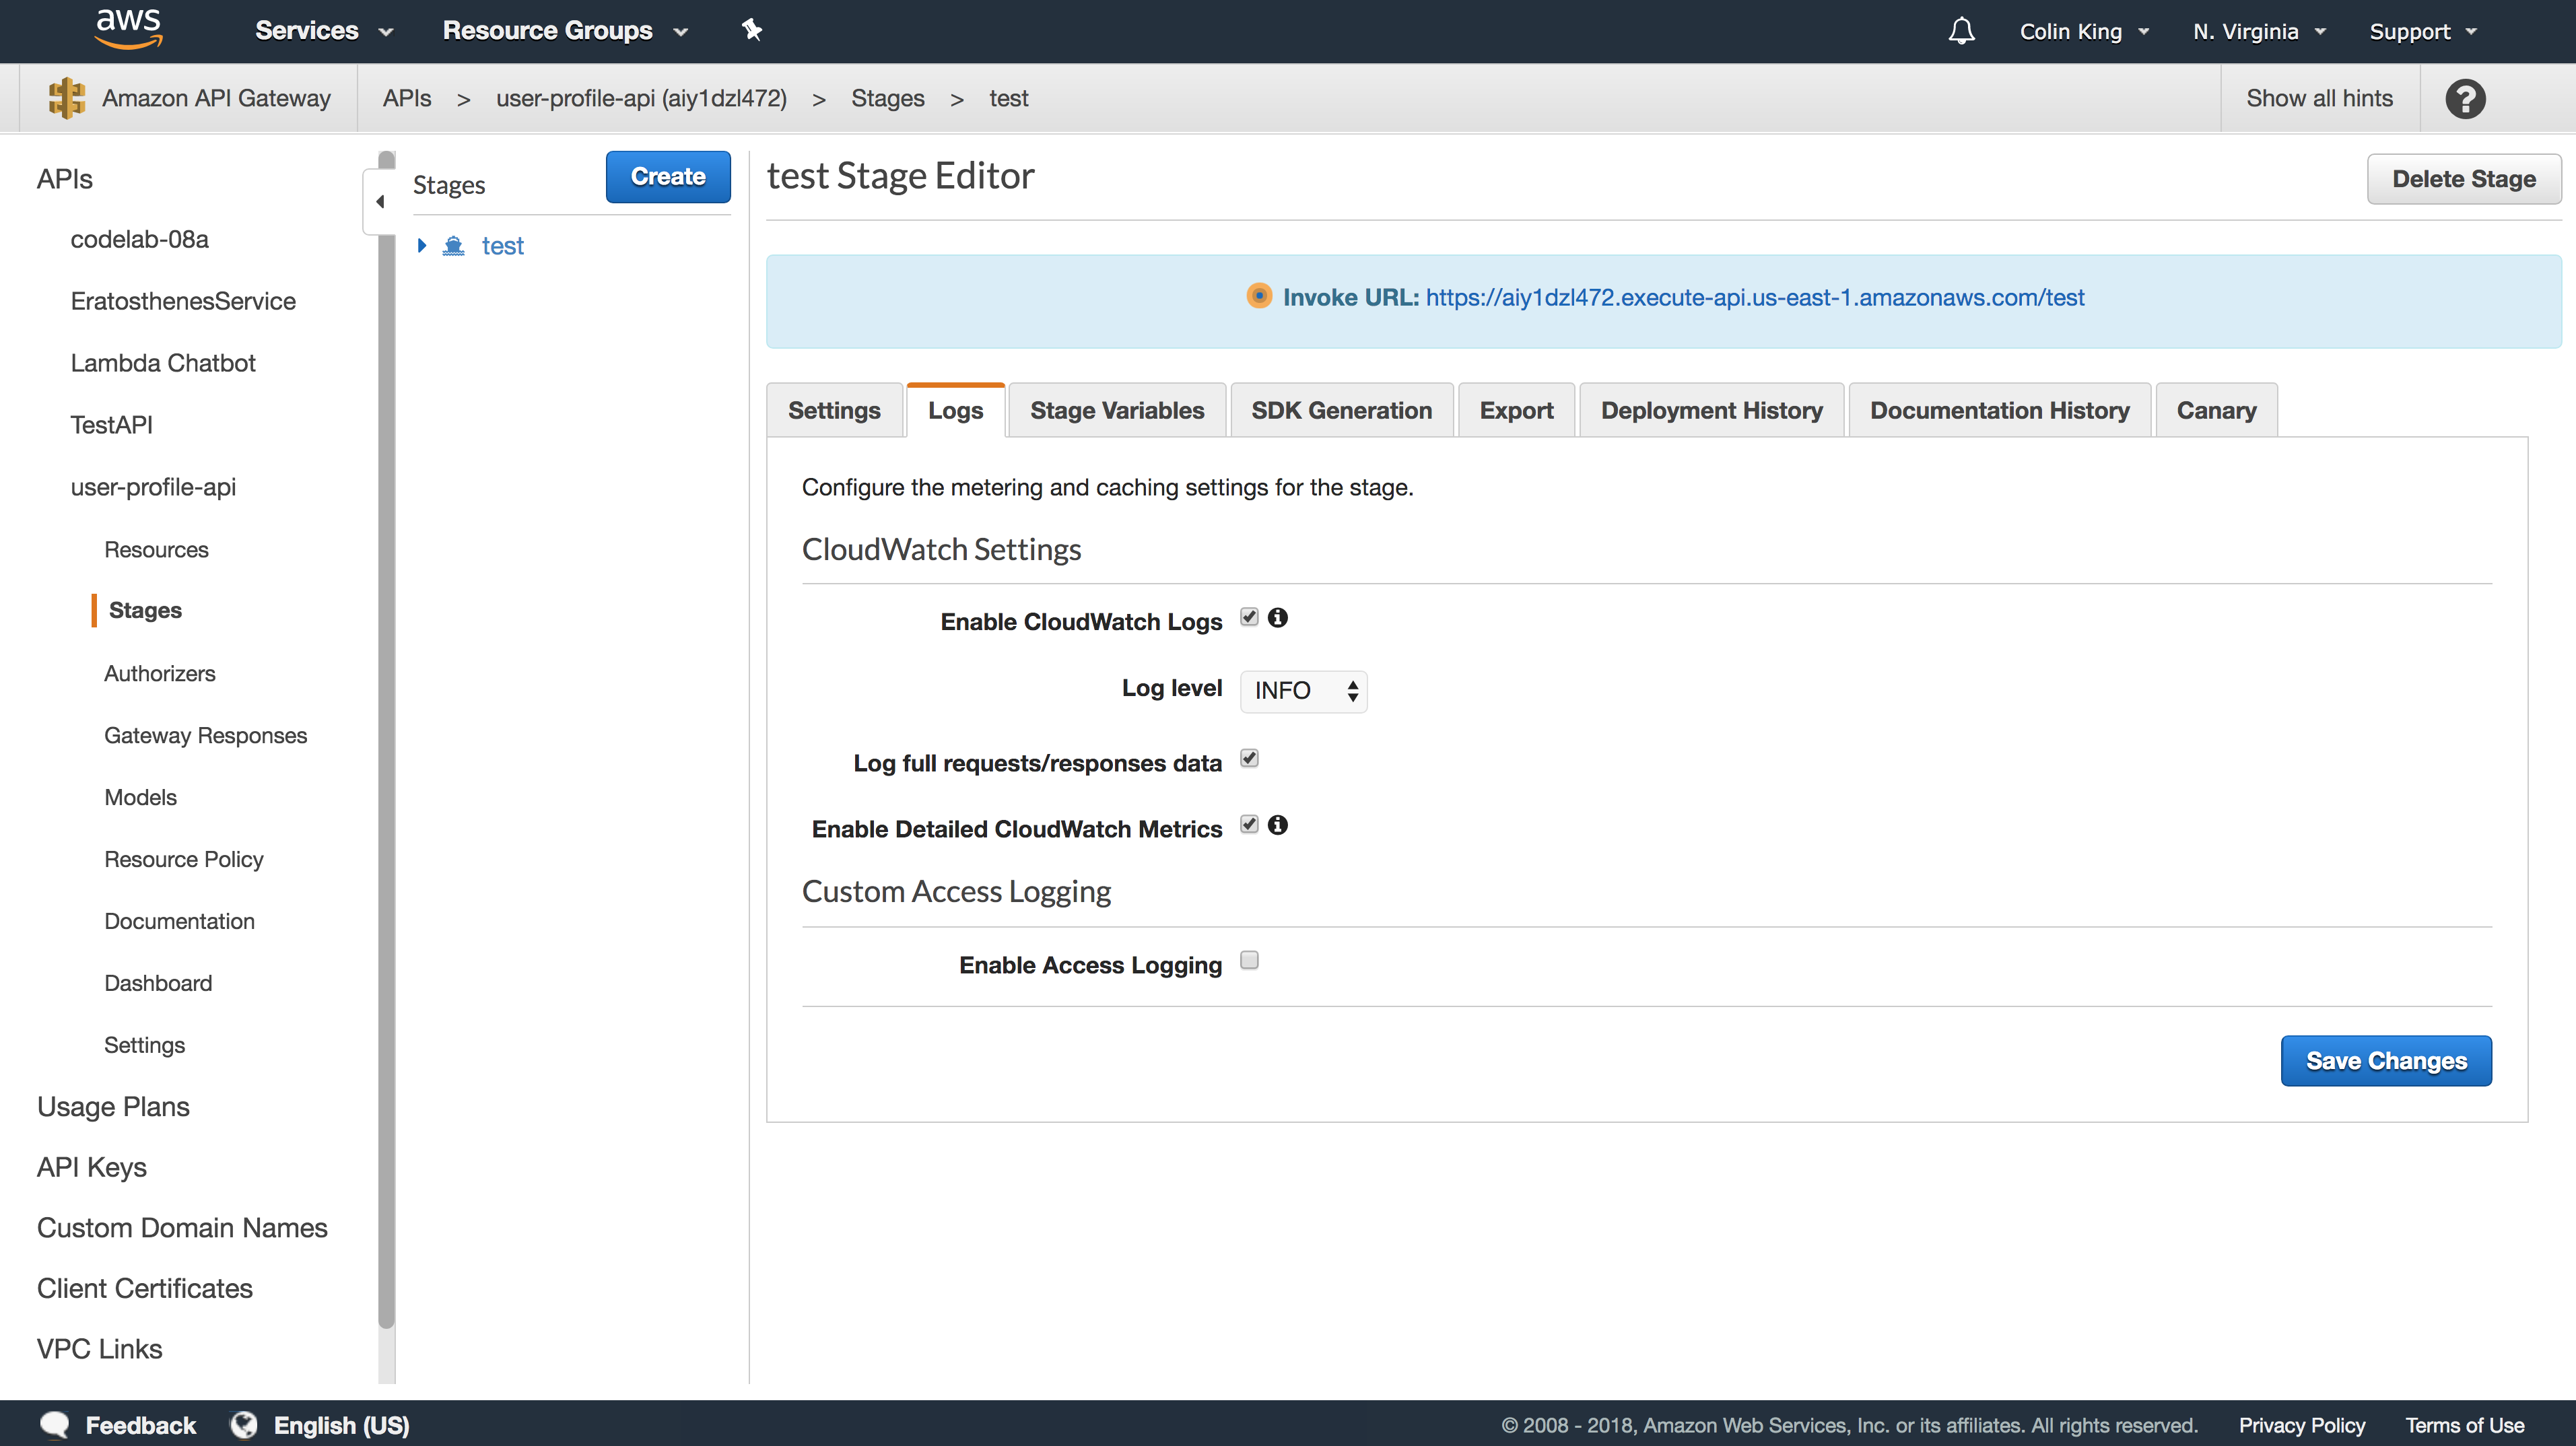 aws Services Resource Groups Colin King N. Virginia Support
Amazon API Gateway APIs > user-profile-api (aiy1dzl472) > Stages > test Show all hints ?
APIs
codelab-08a
EratosthenesService
Lambda Chatbot
TestAPI
user-profile-api
Resources
Stages
Authorizers
Gateway Responses
Models
Resource Policy
Documentation
Dashboard
Settings
Usage Plans
API Keys
Custom Domain Names
Client Certificates
VPC Links
Stages Create
test
test Stage Editor Delete Stage
Invoke URL: https://aiy1dzl472.execute-api.us-east-1.amazonaws.com/test
Settings Logs Stage Variables SDK Generation Export Deployment History Documentation History Canary
Configure the metering and caching settings for the stage.
CloudWatch Settings
Enable CloudWatch Logs
Log level INFO
Log full requests/responses data
Enable Detailed CloudWatch Metrics
Custom Access Logging
Enable Access Logging
Save Changes
Feedback English (US) © 2008 - 2018, Amazon Web Services, Inc. or its affiliates. All rights reserved. Privacy Policy Terms of Use